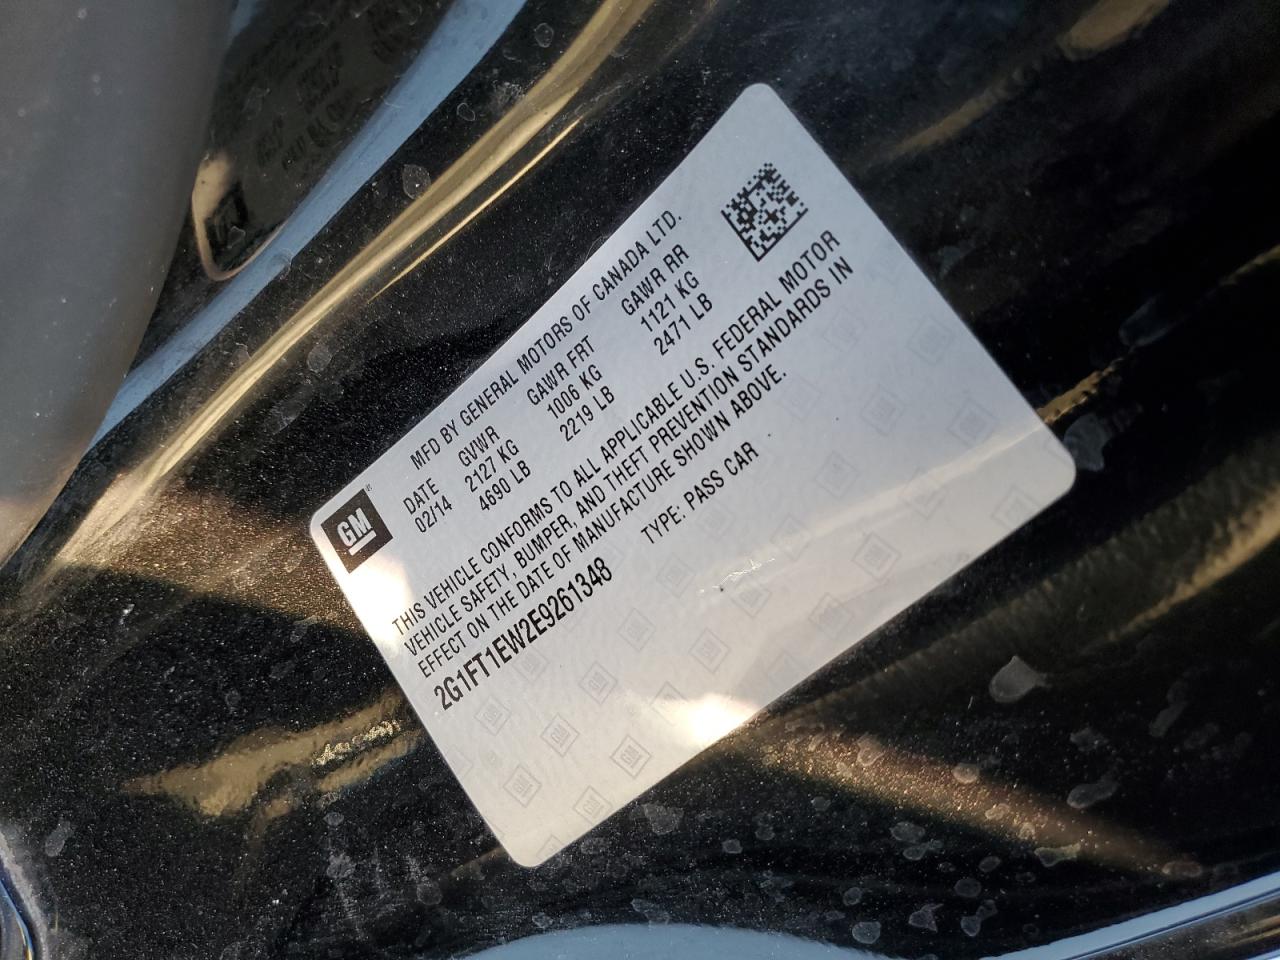 GM
MFD BY GENERAL MOTORS OF CANADA LTD.
DATE GVWR GAWR FRT GAWR RR
02/14 2127 KG 1006 KG 1121 KG
4690 LB 2219 LB 2471 LB
THIS VEHICLE CONFORMS TO ALL APPLICABLE U.S. FEDERAL MOTOR
VEHICLE SAFETY, BUMPER, AND THEFT PREVENTION STANDARDS IN
EFFECT ON THE DATE OF MANUFACTURE SHOWN ABOVE.
2G1FT1EW2E9261348 TYPE: PASS CAR